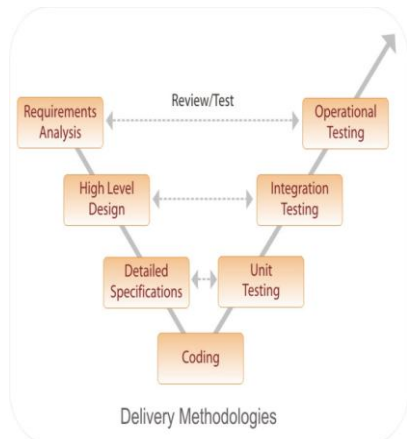 Review/Test
Requirements
Analysis
Operational
Testing
High Level
Design
Integration
Testing
Detailed
Specifications
Unit
Testing
Coding
Delivery Methodologies